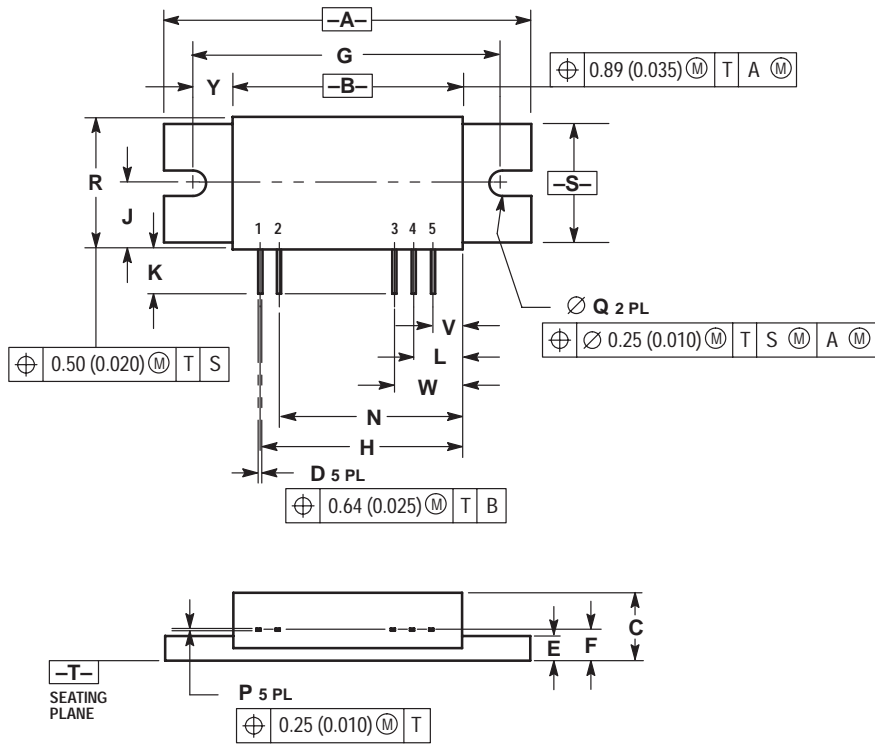 –A–
G
Y
–B–
⌖ 0.89 (0.035) Ⓜ T A Ⓜ
R
J
K
–S–
1 2 3 4 5
V
L
W
N
H
∅ Q 2 PL
⌖ ∅ 0.25 (0.010) Ⓜ T S Ⓜ A Ⓜ
⌖ 0.50 (0.020) Ⓜ T S
D 5 PL
⌖ 0.64 (0.025) Ⓜ T B
C
E
F
–T–
SEATING
PLANE
P 5 PL
⌖ 0.25 (0.010) Ⓜ T